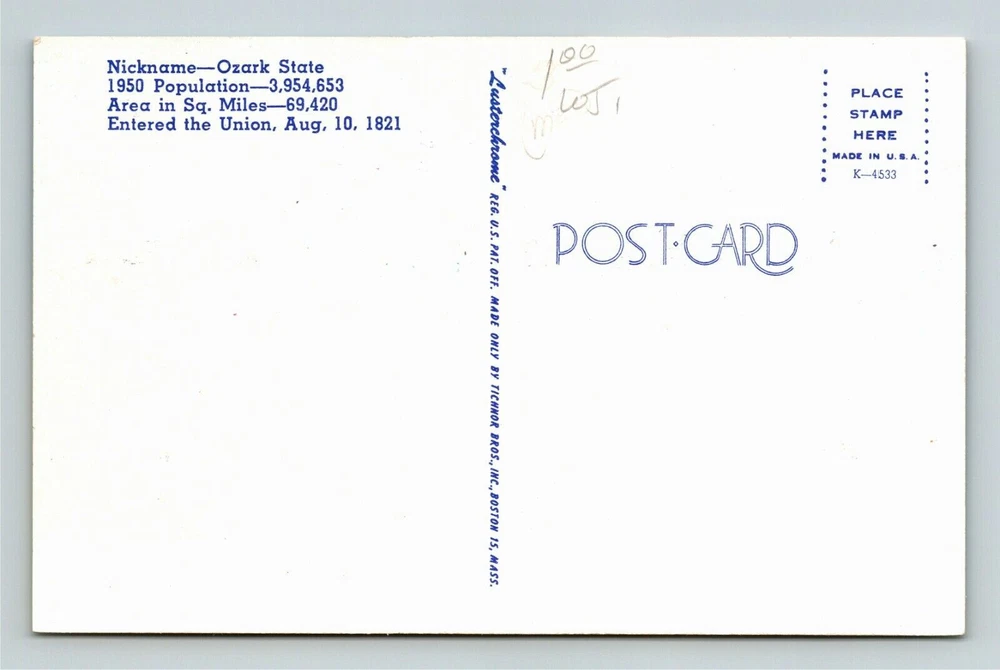 Nickname—Ozark State
1950 Population—3,954,653
Area in Sq. Miles—69,420
Entered the Union, Aug, 10, 1821
"Lusterchrome" REG. U.S. PAT. OFF. MADE ONLY BY TICHNOR BROS., INC., BOSTON 15, MASS.
1 00
PLACE
STAMP
HERE
MADE IN U.S.A.
K—4533
POST·CARD